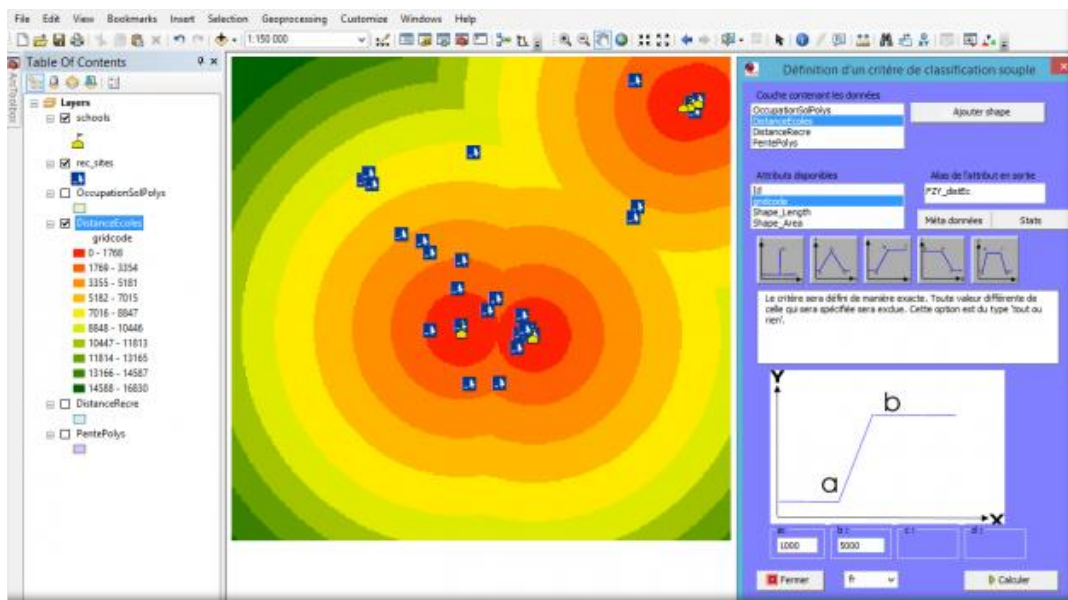 File Edit View Bookmarks Insert Selection Geoprocessing Customize Windows Help
1:150 000
ArcToolbox
Table Of Contents
Layers
schools
rec_sites
OccupationSolPolys
DistanceEcoles
gridcode
0 - 1768
1769 - 3354
3355 - 5181
5182 - 7015
7016 - 8847
8848 - 10446
10447 - 11813
11814 - 13165
13166 - 14587
14588 - 16830
DistanceRecre
PentePolys
Définition d'un critère de classification souple
Couche contenant les données
OccupationSolPolys
DistanceEcoles
DistanceRecre
PentePolys
Ajouter shape
Attributs disponibles
Id
gridcode
Shape_Length
Shape_Area
Alias de l'attribut en sortie
FZY_distEc
Méta données
Stats
Le critère sera défini de manière exacte. Toute valeur différente de
celle qui sera spécifiée sera exclue. Cette option est du type 'tout ou
rien'.
Y
b
a
X
a: b : c : d :
1000 5000
Fermer
fr
Calculer